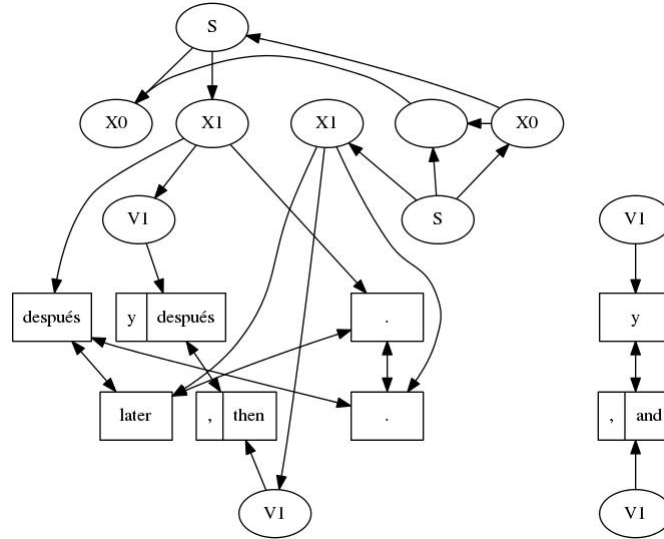 S
X0
X1
X1
X0
V1
S
V1
después
y después
.
y
later
, then
.
, and
V1
V1